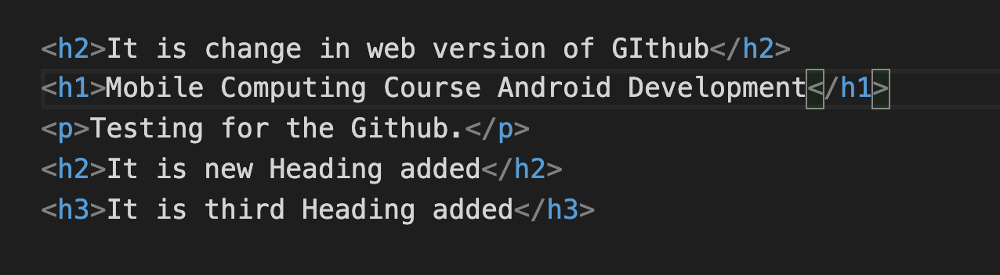 <h2>It is change in web version of GIthub</h2>
<h1>Mobile Computing Course Android Development</h1>
<p>Testing for the Github.</p>
<h2>It is new Heading added</h2>
<h3>It is third Heading added</h3>